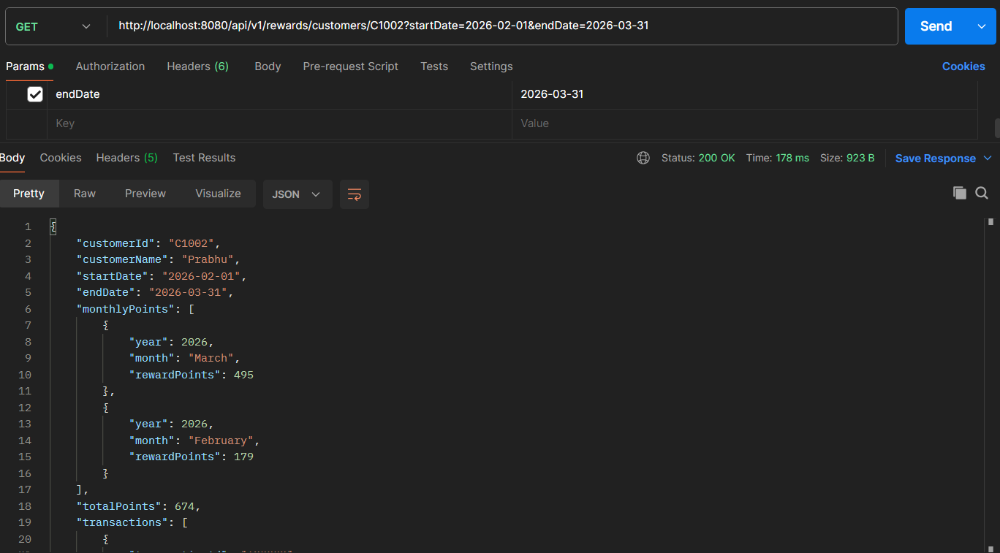 GET http://localhost:8080/api/v1/rewards/customers/C1002?startDate=2026-02-01&endDate=2026-03-31 Send
Params Authorization Headers (6) Body Pre-request Script Tests Settings Cookies
endDate 2026-03-31
Key Value
Body Cookies Headers (5) Test Results Status: 200 OK Time: 178 ms Size: 923 B Save Response
Pretty Raw Preview Visualize JSON
1 {
2 "customerId": "C1002",
3 "customerName": "Prabhu",
4 "startDate": "2026-02-01",
5 "endDate": "2026-03-31",
6 "monthlyPoints": [
7 {
8 "year": 2026,
9 "month": "March",
10 "rewardPoints": 495
11 },
12 {
13 "year": 2026,
14 "month": "February",
15 "rewardPoints": 179
16 }
17 ],
18 "totalPoints": 674,
19 "transactions": [
20 {